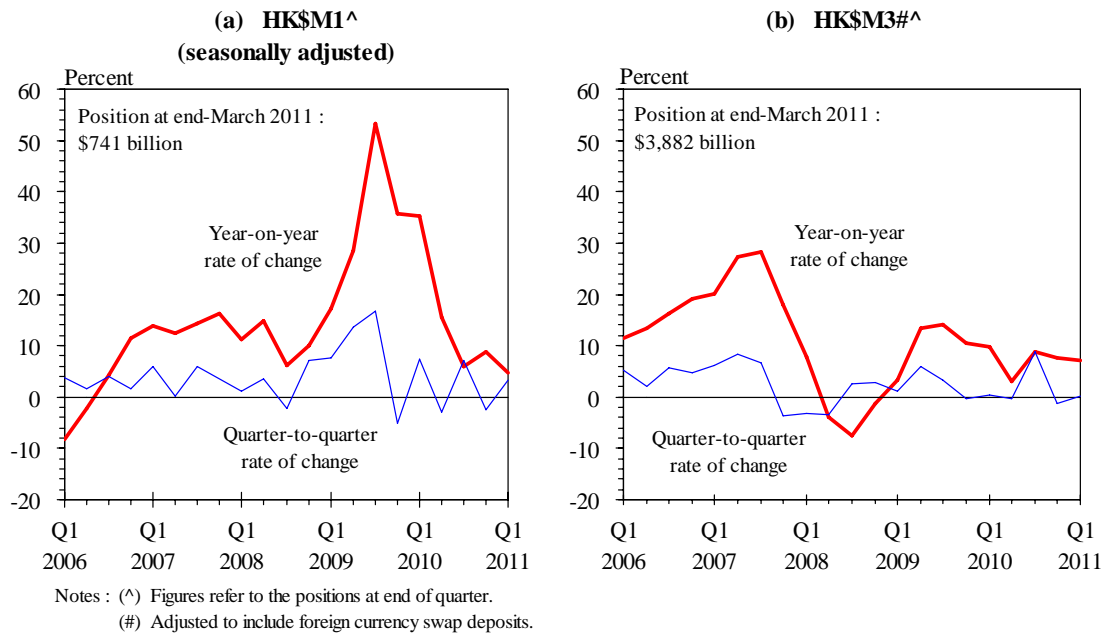 (a) HK$M1^
(seasonally adjusted)
Percent
60
50
40
30
20
10
0
-10
-20
Position at end-March 2011 :
$741 billion
Year-on-year
rate of change
Quarter-to-quarter
rate of change
Q1 Q1 Q1 Q1 Q1 Q1
2006 2007 2008 2009 2010 2011
(b) HK$M3#^
Percent
60
50
40
30
20
10
0
-10
-20
Position at end-March 2011 :
$3,882 billion
Year-on-year
rate of change
Quarter-to-quarter
rate of change
Q1 Q1 Q1 Q1 Q1 Q1
2006 2007 2008 2009 2010 2011
Notes : (^) Figures refer to the positions at end of quarter.
(#) Adjusted to include foreign currency swap deposits.